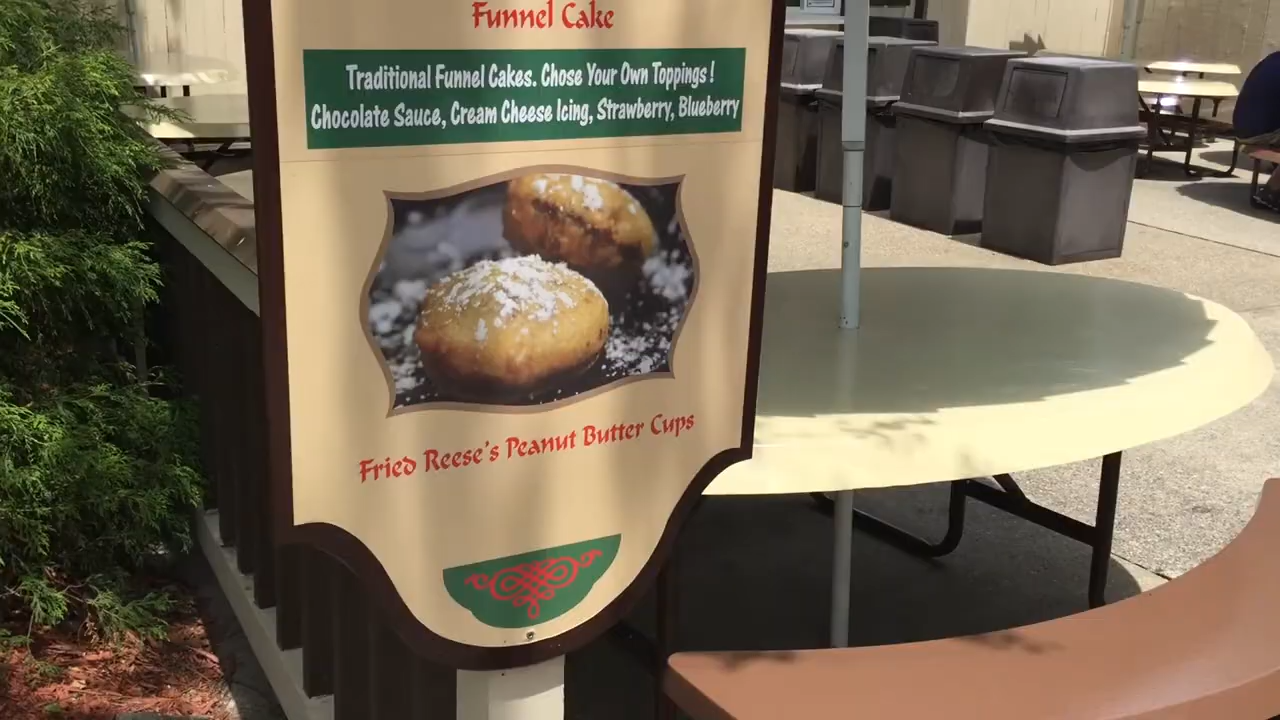 Funnel Cake
Traditional Funnel Cakes. Chose Your Own Toppings !
Chocolate Sauce, Cream Cheese Icing, Strawberry, Blueberry
Fried Reese's Peanut Butter Cups